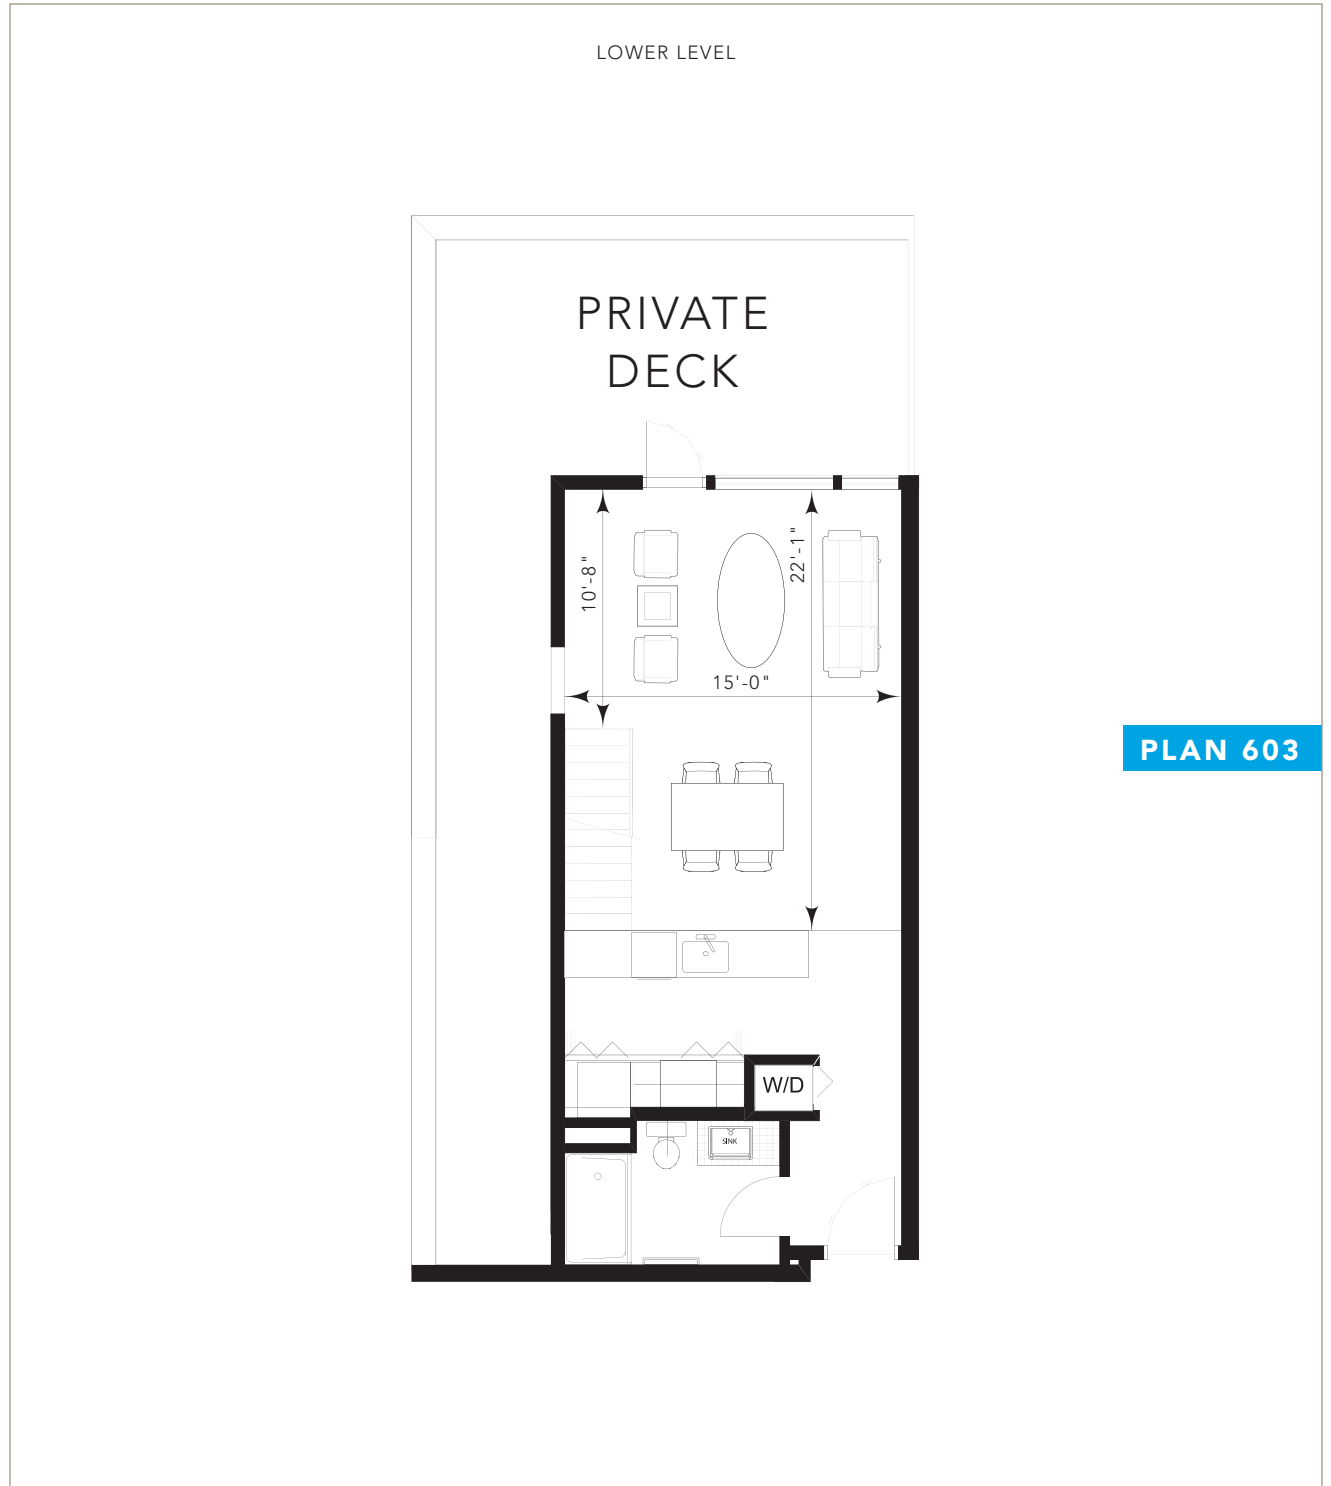 LOWER LEVEL
PRIVATE
DECK
10'-8"
22'-1"
15'-0"
PLAN 603
W/D
SINK